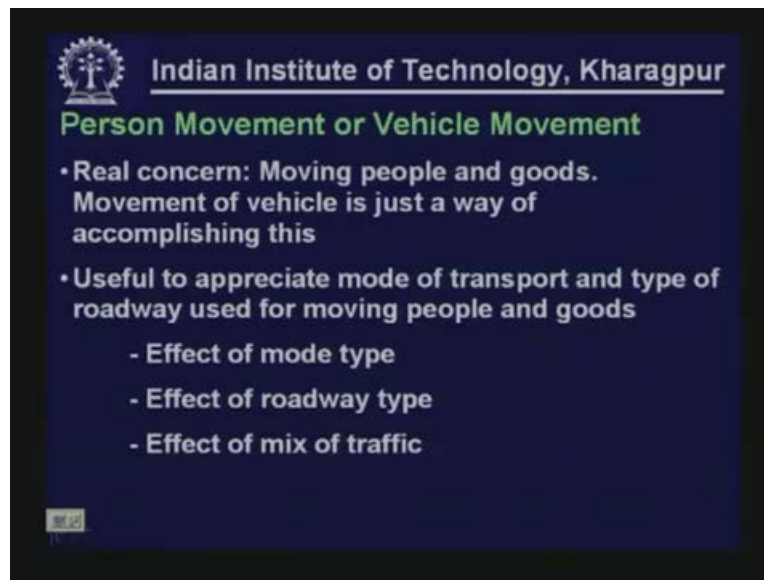 Indian Institute of Technology, Kharagpur
Person Movement or Vehicle Movement
• Real concern: Moving people and goods.
Movement of vehicle is just a way of
accomplishing this
• Useful to appreciate mode of transport and type of
roadway used for moving people and goods
- Effect of mode type
- Effect of roadway type
- Effect of mix of traffic